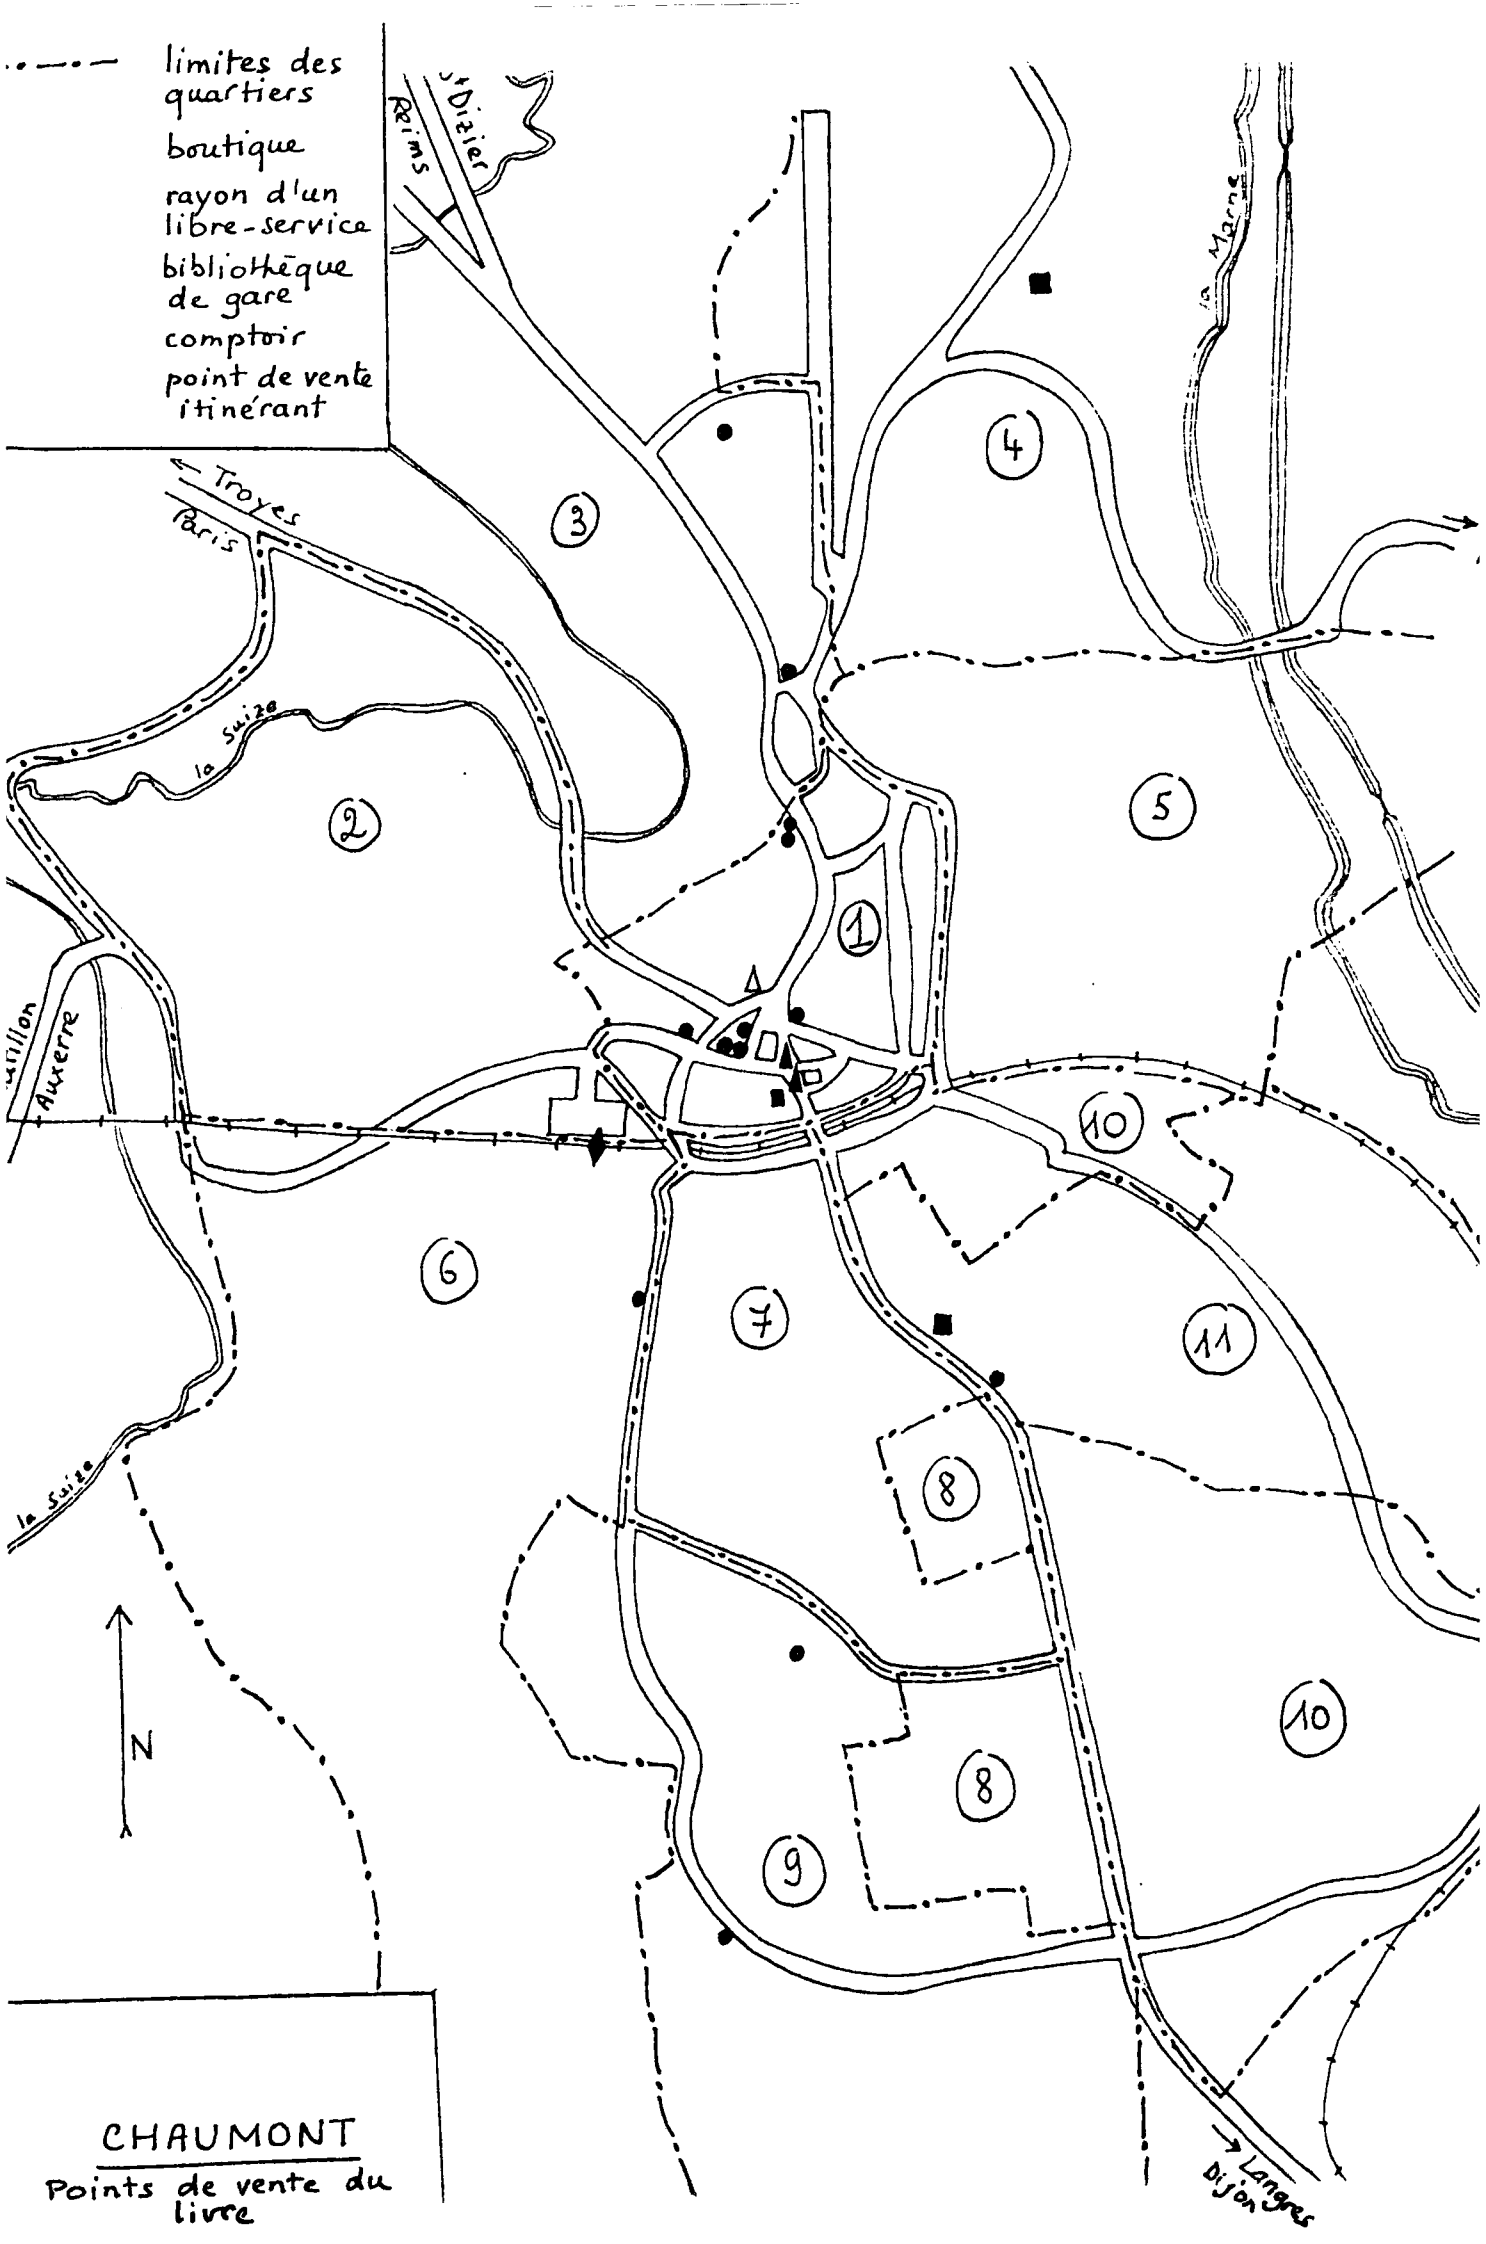 limites des
quartiers
boutique
rayon d'un
libre-service
bibliothèque
de gare
comptoir
point de vente
itinérant
Reims
St Dizier
la Marne
4
3
← Troyes
Paris
la Suize
2
5
1
Auxerre
10
6
7
11
8
la Suize
N
10
8
9
CHAUMONT
Points de vente du
livre
Langres
Dijon